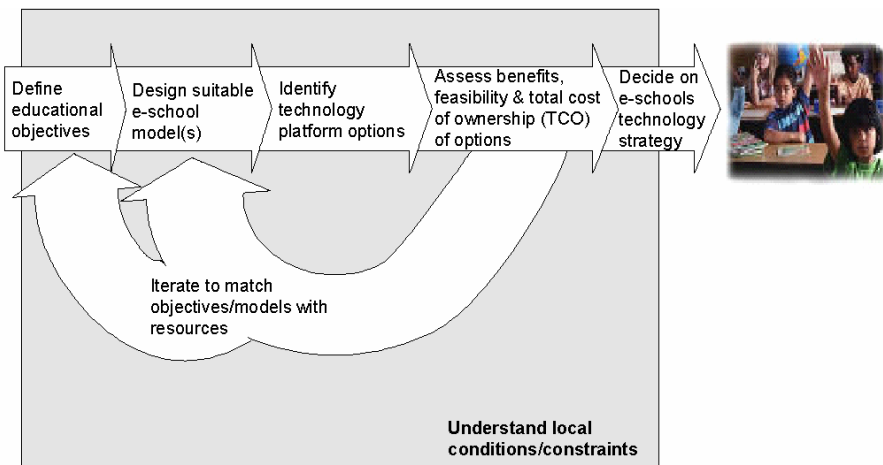 Define
educational
objectives
Design suitable
e-school
model(s)
Identify
technology
platform options
Assess benefits,
feasibility & total cost
of ownership (TCO)
of options
Decide on
e-schools
technology
strategy
Iterate to match
objectives/models with
resources
Understand local
conditions/constraints